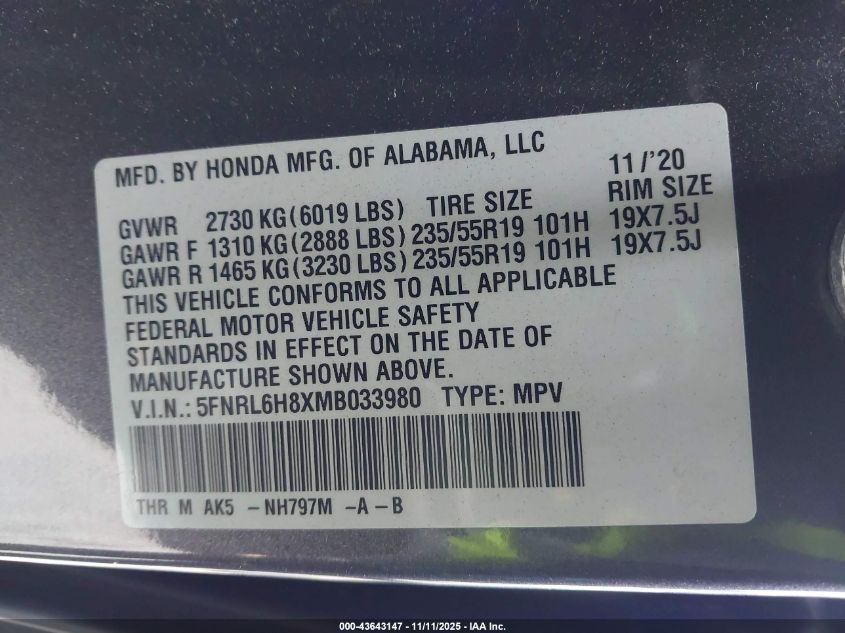 MFD. BY HONDA MFG. OF ALABAMA, LLC 11/'20
GVWR 2730 KG(6019 LBS) TIRE SIZE RIM SIZE
GAWR F 1310 KG(2888 LBS) 235/55R19 101H 19X7.5J
GAWR R 1465 KG(3230 LBS) 235/55R19 101H 19X7.5J
THIS VEHICLE CONFORMS TO ALL APPLICABLE
FEDERAL MOTOR VEHICLE SAFETY
STANDARDS IN EFFECT ON THE DATE OF
MANUFACTURE SHOWN ABOVE.
V.I.N.: 5FNRL6H8XMB033980 TYPE: MPV
THR M AK5 -NH797M -A-B
000-43643147 - 11/11/2025 - IAA Inc.